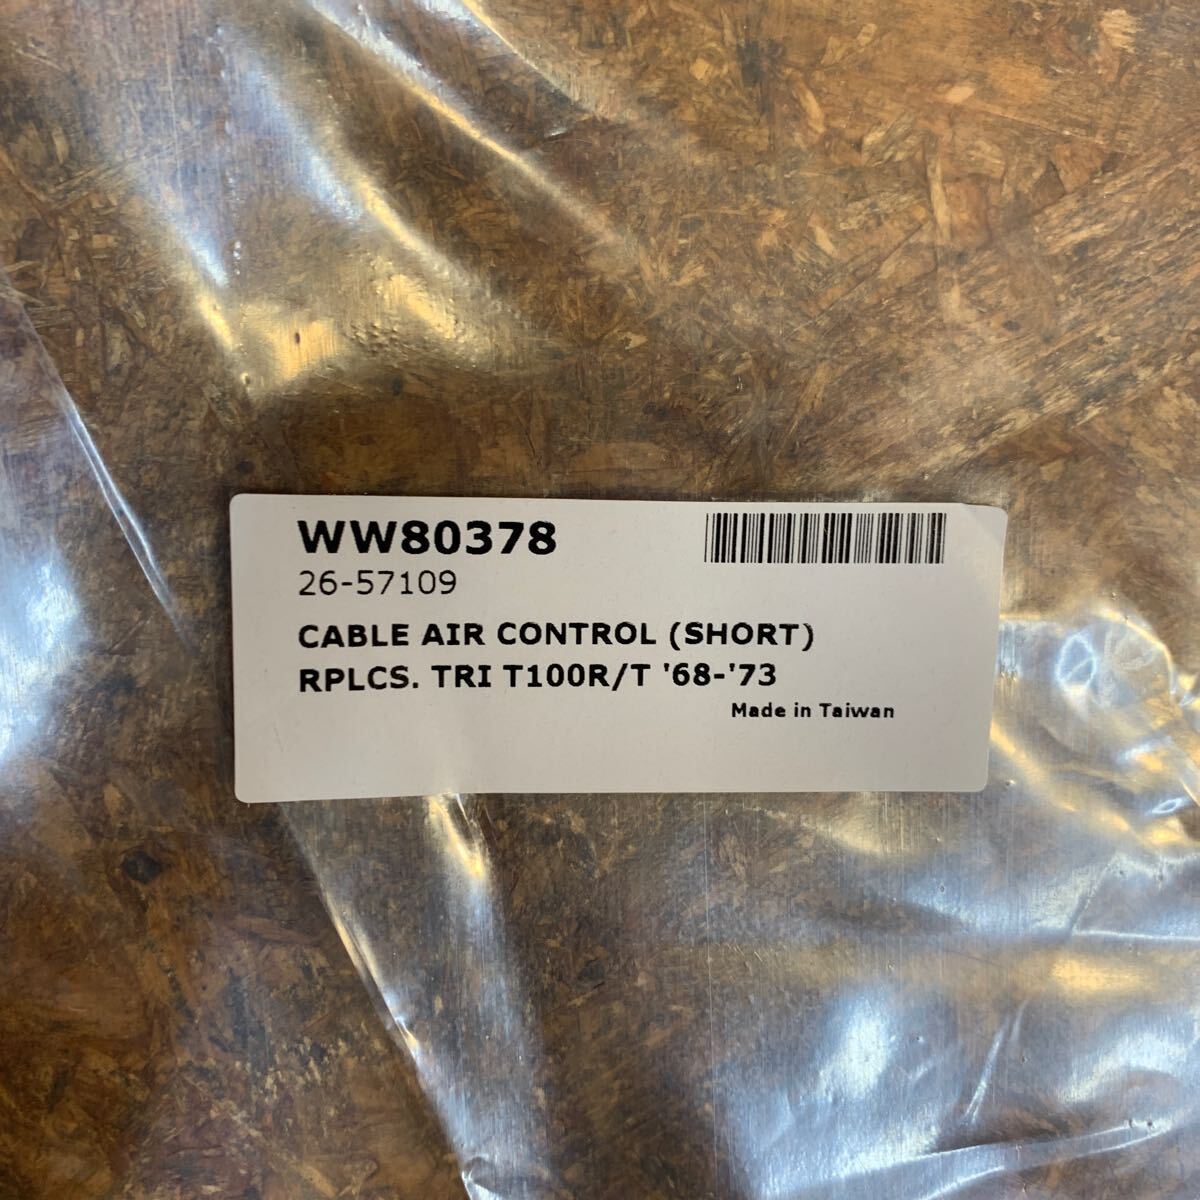 WW80378
26-57109
CABLE AIR CONTROL (SHORT)
RPLCS. TRI T100R/T '68-'73
Made in Taiwan